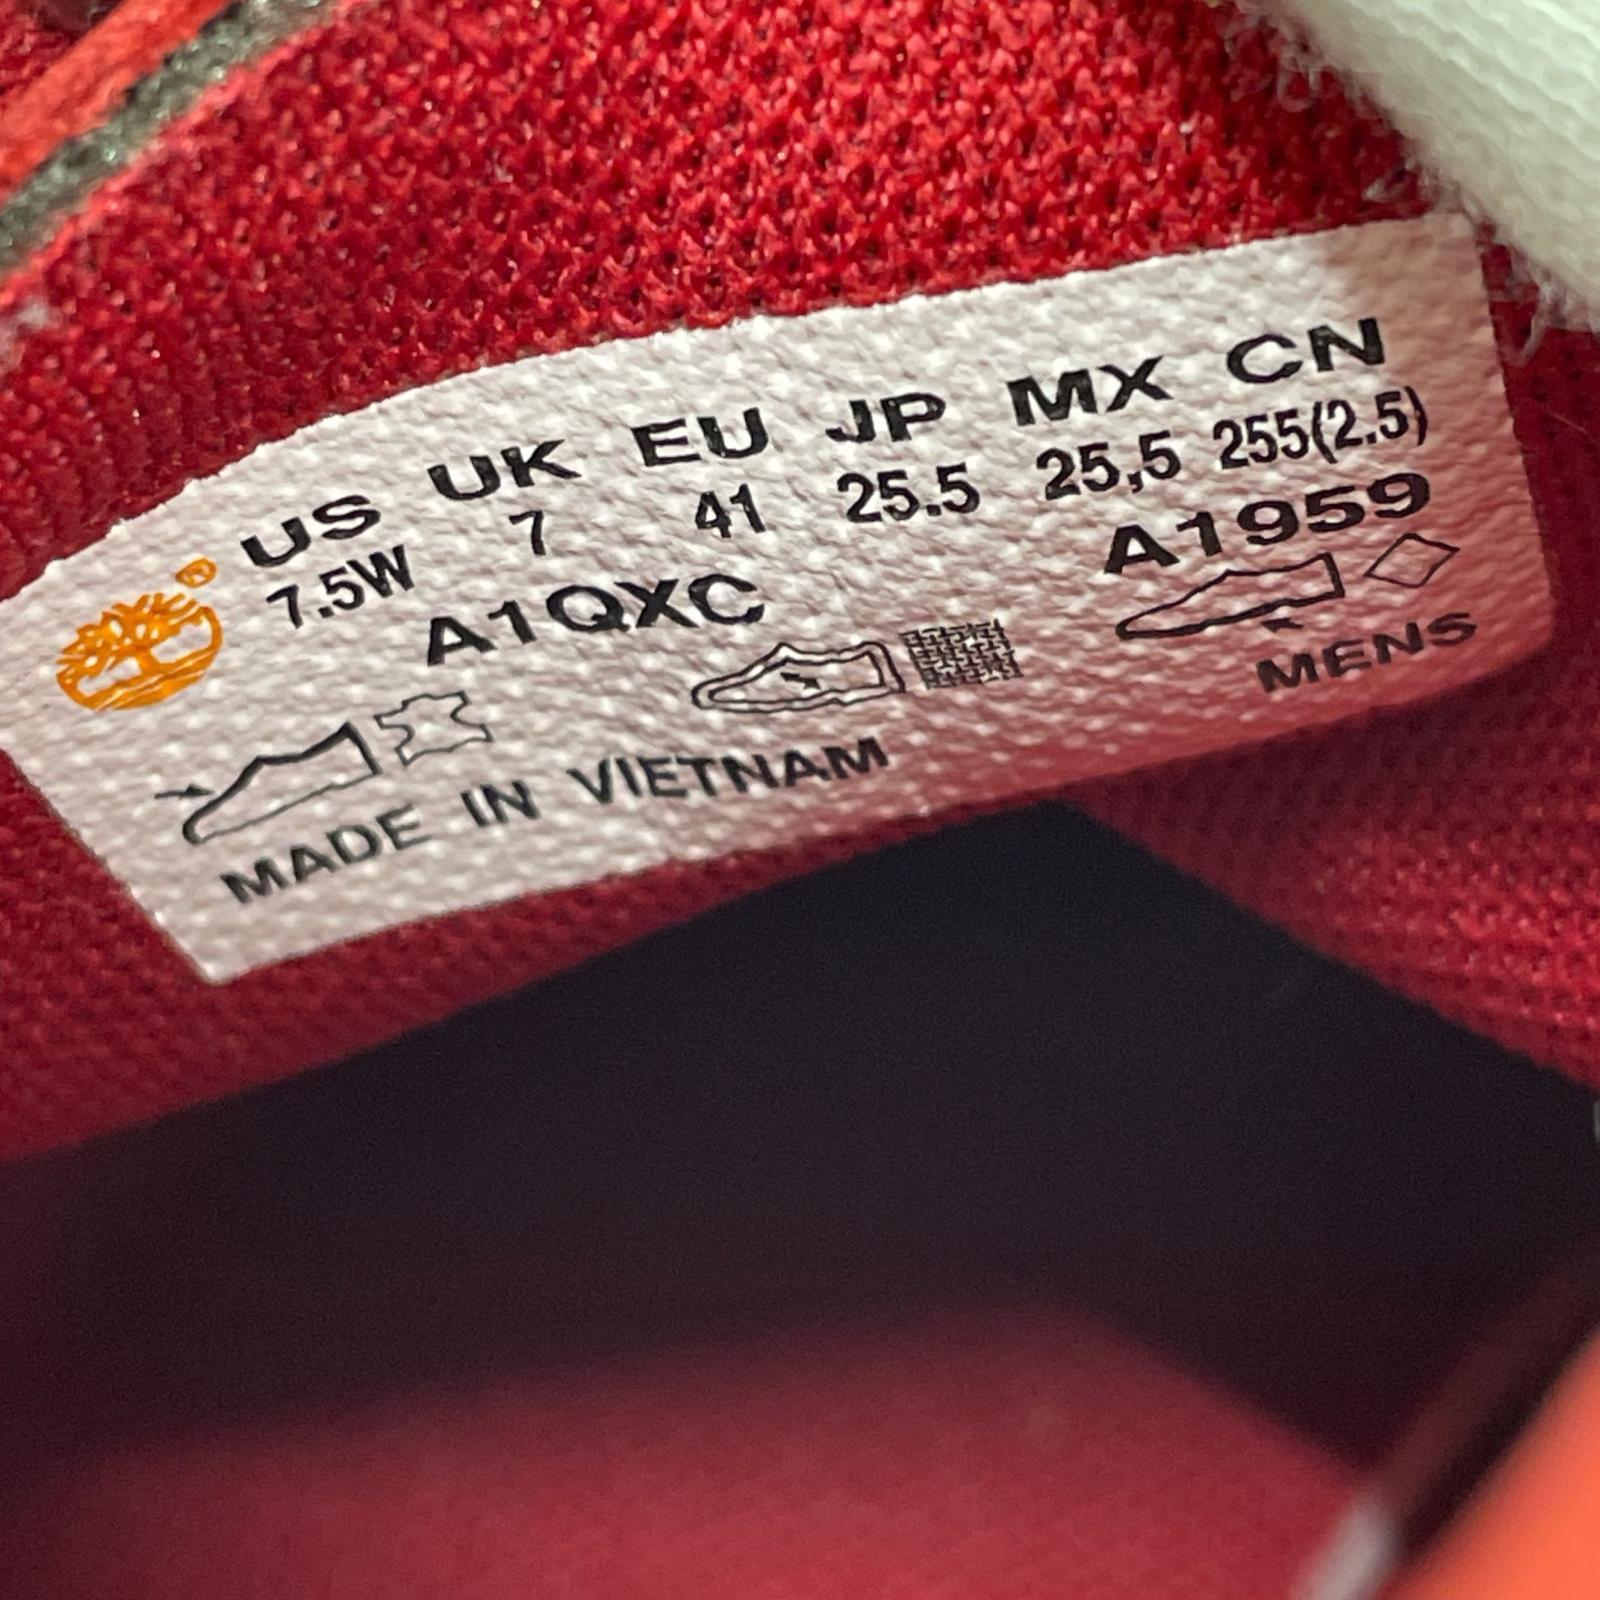 US UK EU JP MX CN
7.5W 7 41 25.5 25,5 255(2.5)
A1QXC A1959
MENS
MADE IN VIETNAM
®